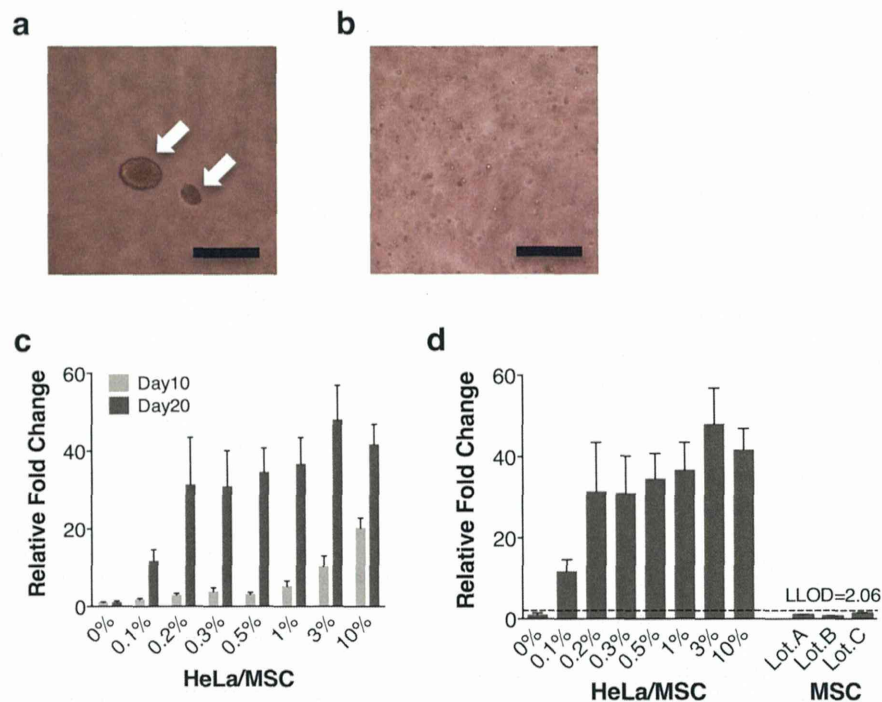 a
b
c
d
Relative Fold Change
60
40
20
0
Day10
Day20
0%
0.1%
0.2%
0.3%
0.5%
1%
3%
10%
HeLa/MSC
Relative Fold Change
60
40
20
0
LLOD=2.06
0%
0.1%
0.2%
0.3%
0.5%
1%
3%
10%
Lot.A
Lot.B
Lot.C
HeLa/MSC
MSC